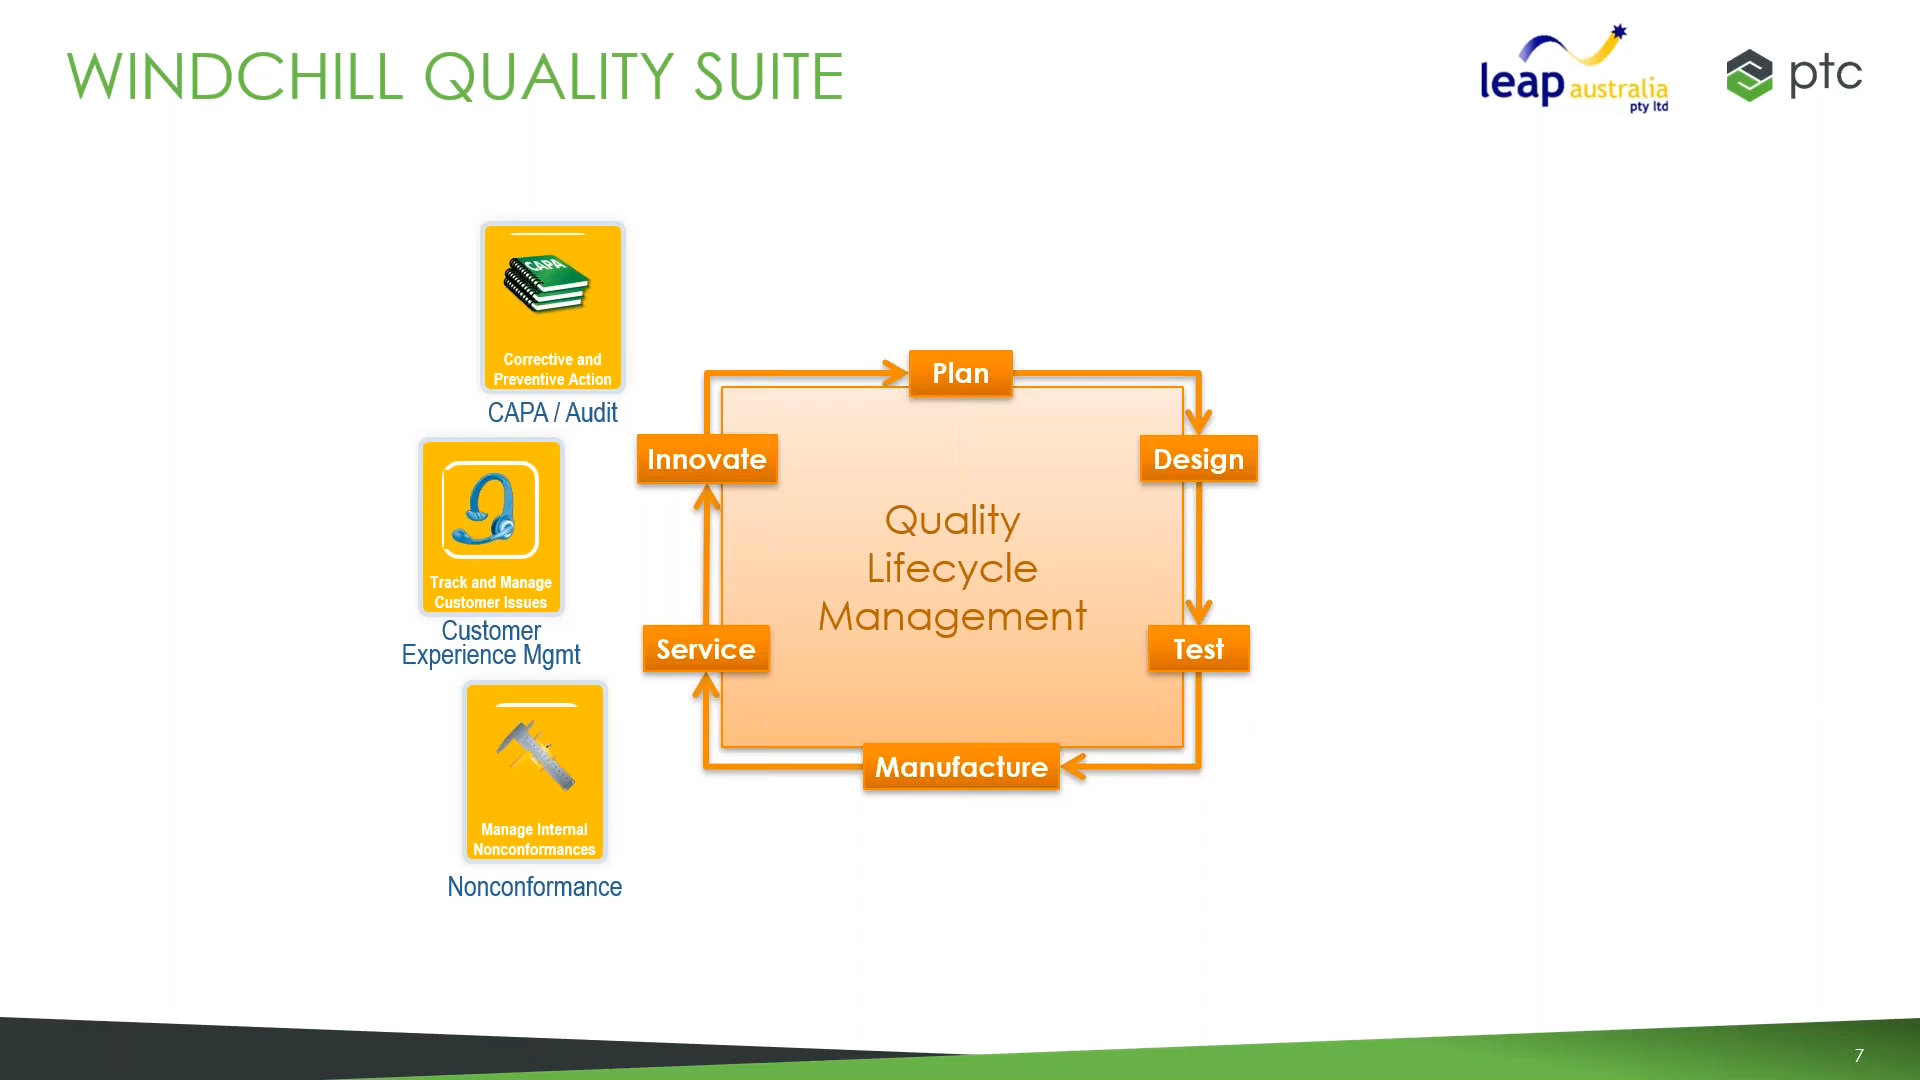 WINDCHILL QUALITY SUITE
leap australia
pty ltd
ptc
CAPA
Corrective and
Preventive Action
CAPA / Audit
Track and Manage
Customer Issues
Customer
Experience Mgmt
Manage Internal
Nonconformances
Nonconformance
Plan
Innovate
Design
Quality
Lifecycle
Management
Service
Test
Manufacture
7